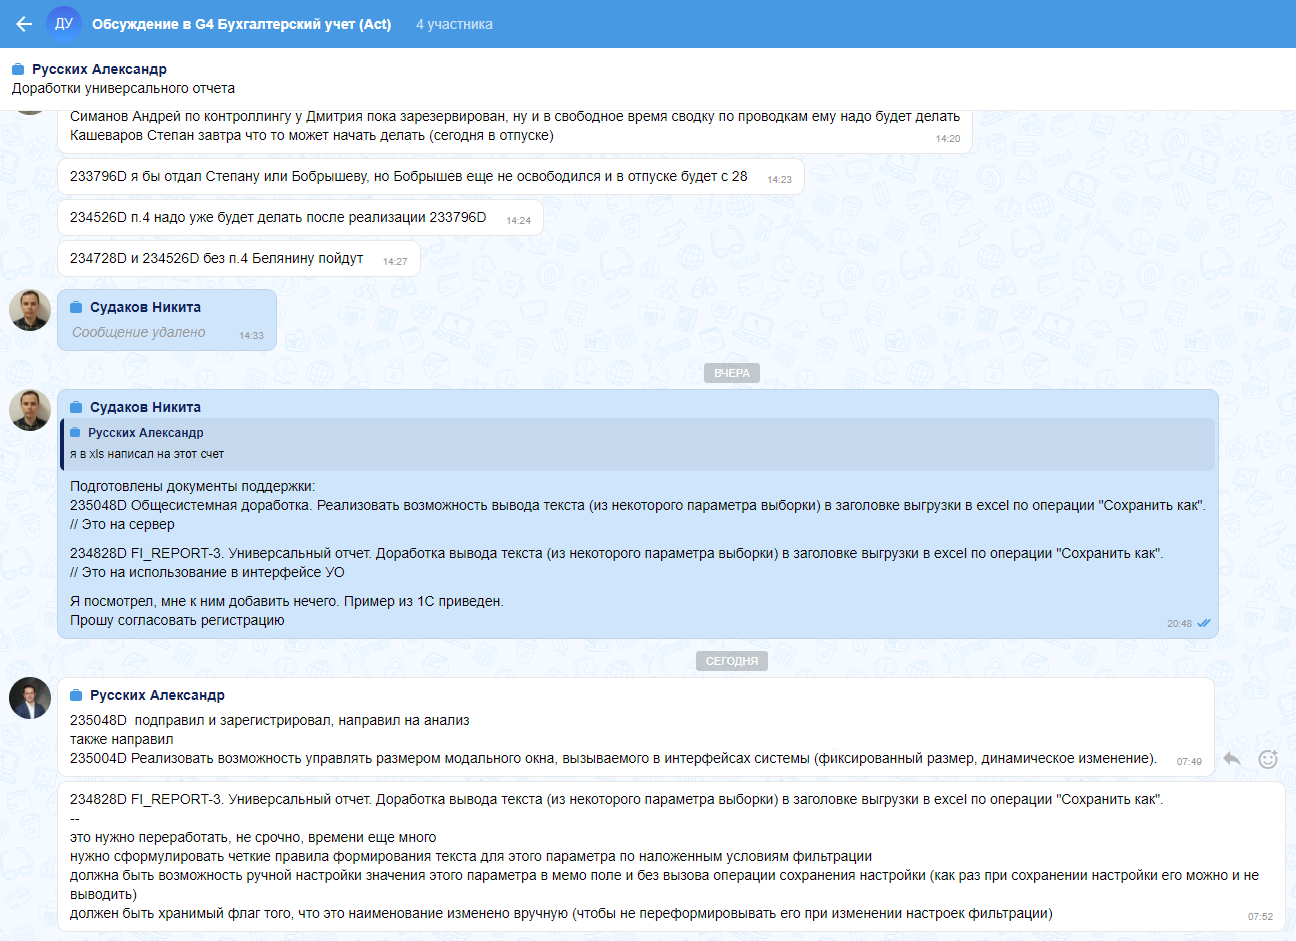 ДУ Обсуждение в G4 Бухгалтерский учет (Act) 4 участника
Русских Александр
Доработки универсального отчета
Симанов Андрей по контроллингу у Дмитрия пока зарезервирован, ну и в свободное время сводку по проводкам ему надо будет делать
Кашеваров Степан завтра что то может начать делать (сегодня в отпуске)
14:20
233796D я бы отдал Степану или Бобрышеву, но Бобрышев еще не освободился и в отпуске будет с 28
14:23
234526D п.4 надо уже будет делать после реализации 233796D
14:24
234728D и 234526D без п.4 Белянину пойдут
14:27
Судаков Никита
Сообщение удалено
14:33
ВЧЕРА
Судаков Никита
Русских Александр
я в xls написал на этот счет
Подготовлены документы поддержки:
235048D Общесистемная доработка. Реализовать возможность вывода текста (из некоторого параметра выборки) в заголовке выгрузки в excel по операции "Сохранить как".
// Это на сервер
234828D FI_REPORT-3. Универсальный отчет. Доработка вывода текста (из некоторого параметра выборки) в заголовке выгрузки в excel по операции "Сохранить как".
// Это на использование в интерфейсе УО
Я посмотрел, мне к ним добавить нечего. Пример из 1С приведен.
Прошу согласовать регистрацию
20:48
СЕГОДНЯ
Русских Александр
235048D  подправил и зарегистрировал, направил на анализ
также направил
235004D Реализовать возможность управлять размером модального окна, вызываемого в интерфейсах системы (фиксированный размер, динамическое изменение).
07:49
234828D FI_REPORT-3. Универсальный отчет. Доработка вывода текста (из некоторого параметра выборки) в заголовке выгрузки в excel по операции "Сохранить как".
--
это нужно переработать, не срочно, времени еще много
нужно сформулировать четкие правила формирования текста для этого параметра по наложенным условиям фильтрации
должна быть возможность ручной настройки значения этого параметра в мемо поле и без вызова операции сохранения настройки (как раз при сохранении настройки его можно и не
выводить)
должен быть хранимый флаг того, что это наименование изменено вручную (чтобы не переформировывать его при изменении настроек фильтрации)
07:52